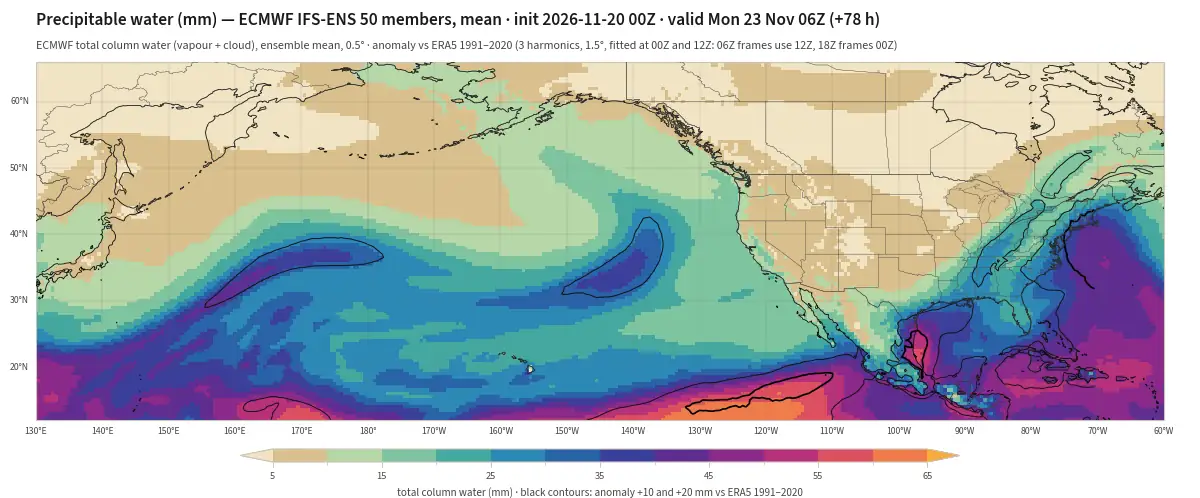 Precipitable water (mm) — ECMWF IFS-ENS 50 members, mean · init 2026-11-20 00Z · valid Mon 23 Nov 06Z (+78 h)
ECMWF total column water (vapour + cloud), ensemble mean, 0.5° · anomaly vs ERA5 1991–2020 (3 harmonics, 1.5°, fitted at 00Z and 12Z: 06Z frames use 12Z, 18Z frames 00Z)
60°N
50°N
40°N
30°N
20°N
130°E 140°E 150°E 160°E 170°E 180° 170°W 160°W 150°W 140°W 130°W 120°W 110°W 100°W 90°W 80°W 70°W 60°W
5 15 25 35 45 55 65
total column water (mm) · black contours: anomaly +10 and +20 mm vs ERA5 1991–2020